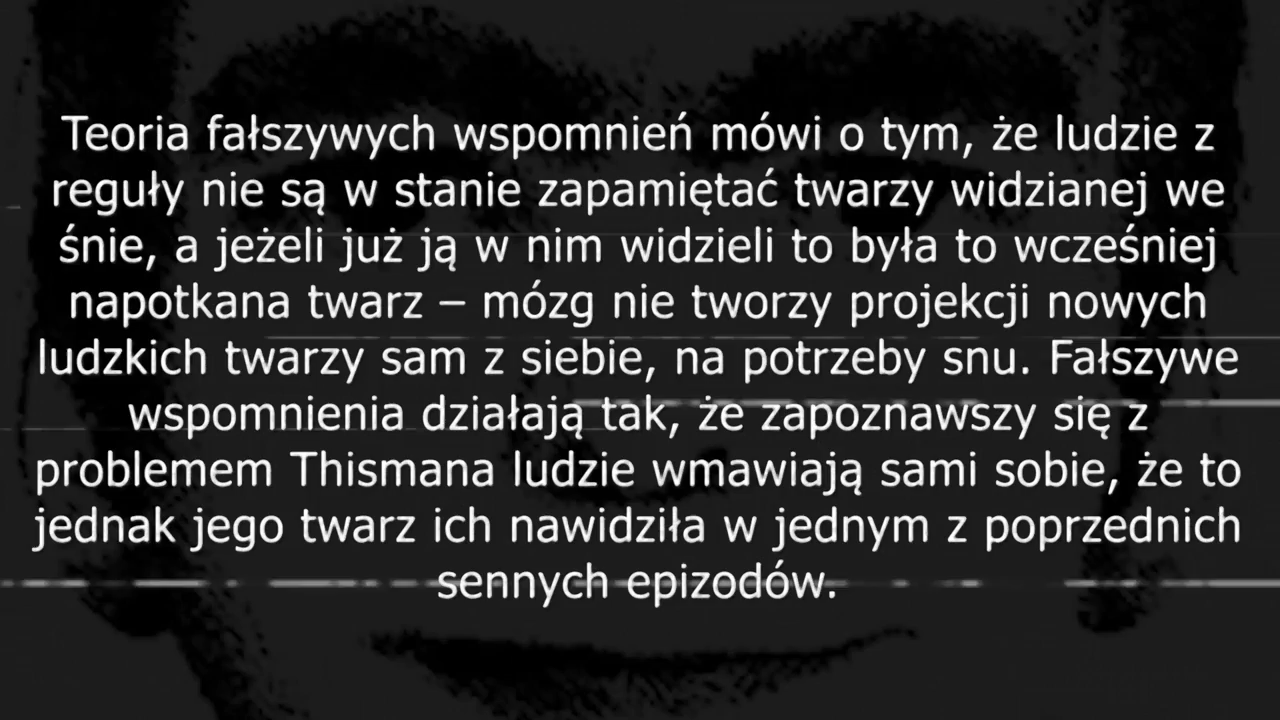 Teoria fałszywych wspomnień mówi o tym, że ludzie z
reguły nie są w stanie zapamiętać twarzy widzianej we
śnie, a jeżeli już ją w nim widzieli to była to wcześniej
napotkana twarz – mózg nie tworzy projekcji nowych
ludzkich twarzy sam z siebie, na potrzeby snu. Fałszywe
wspomnienia działają tak, że zapoznawszy się z
problemem Thismana ludzie wmawiają sami sobie, że to
jednak jego twarz ich nawidziła w jednym z poprzednich
sennych epizodów.